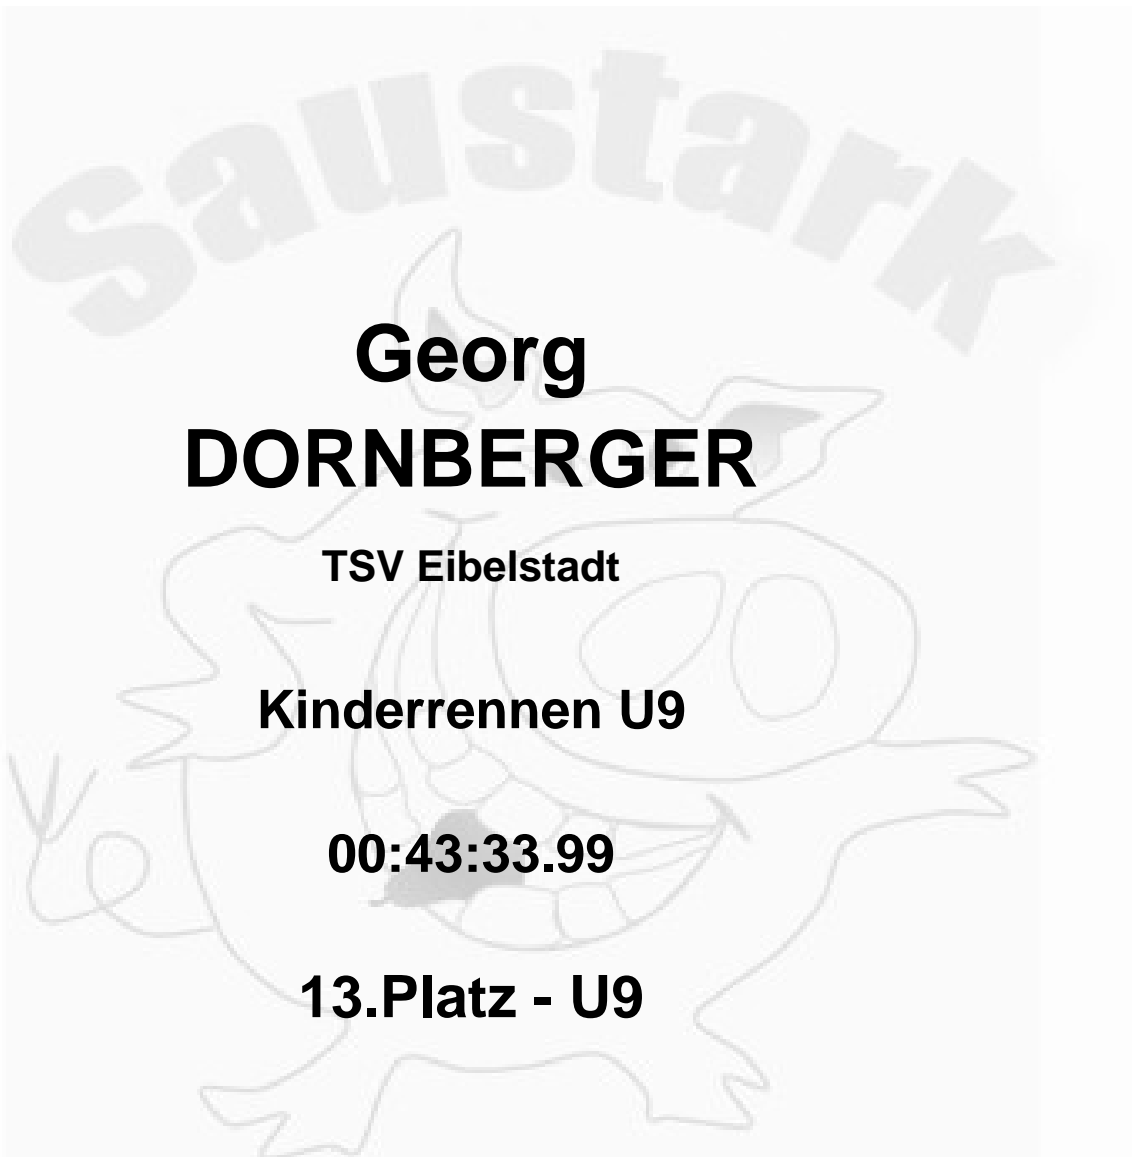 Saustark
Georg
DORNBERGER
TSV Eibelstadt
Kinderrennen U9
00:43:33.99
13.Platz - U9